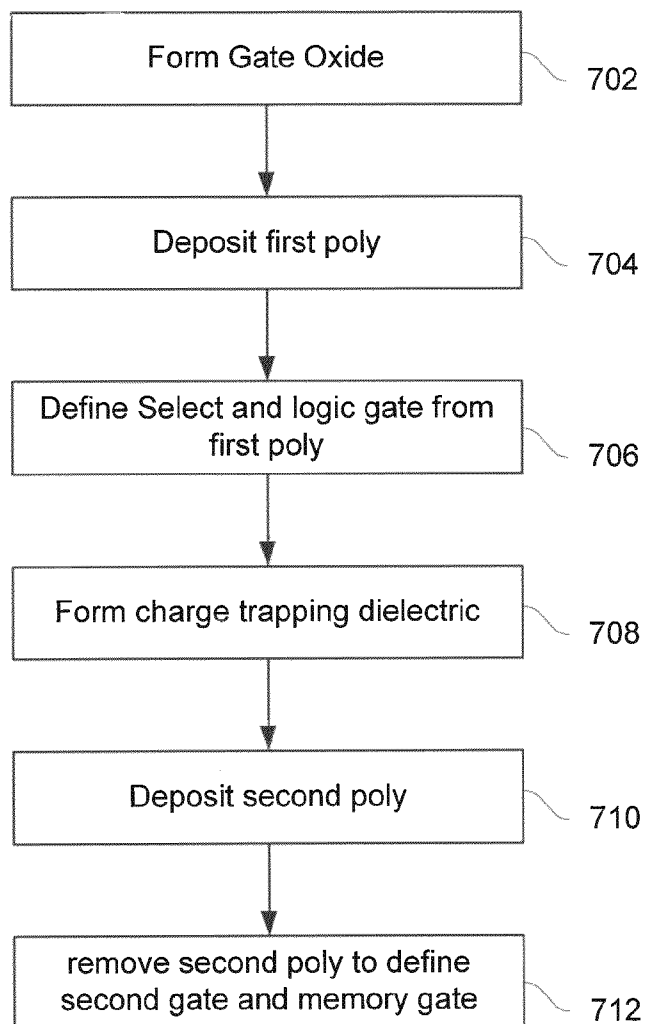 Form Gate Oxide
702
Deposit first poly
704
Define Select and logic gate from
first poly
706
Form charge trapping dielectric
708
Deposit second poly
710
remove second poly to define
second gate and memory gate
712